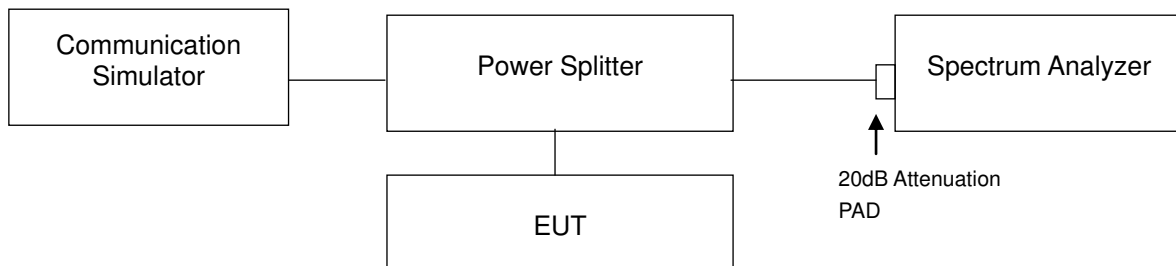 Communication
Simulator
Power Splitter
Spectrum Analyzer
20dB Attenuation
PAD
EUT